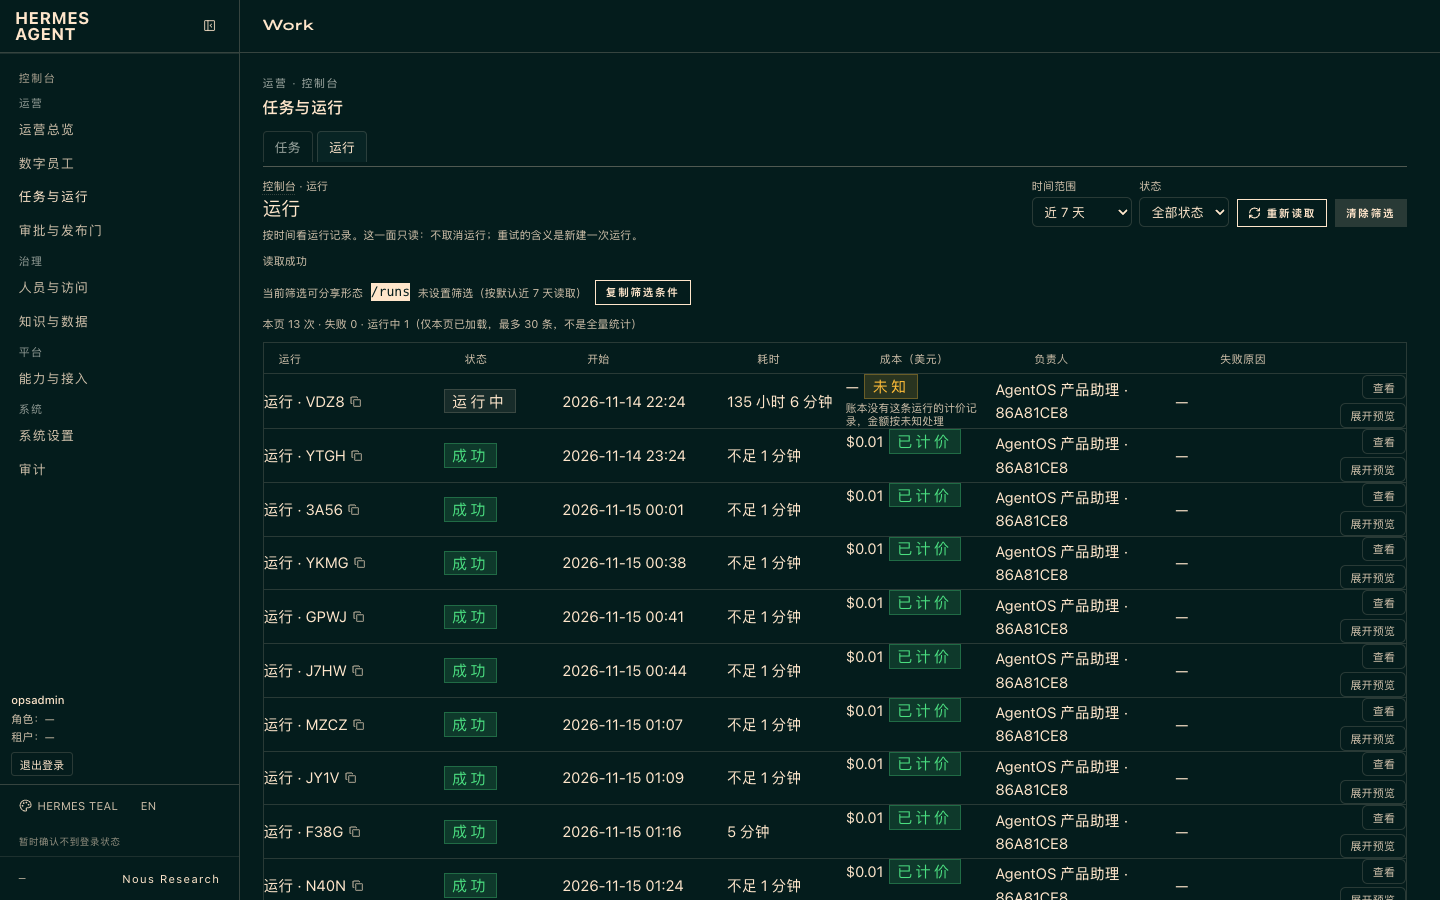 HERMES
AGENT
控制台
运营
运营总览
数字员工
任务与运行
审批与发布门
治理
人员与访问
知识与数据
平台
能力与接入
系统
系统设置
审计
opsadmin
角色：—
租户：—
退出登录
HERMES TEAL EN
暂时确认不到登录状态
— Nous Research
Work
运营 · 控制台
任务与运行
任务 运行
控制台 · 运行
运行
按时间看运行记录。这一面只读：不取消运行；重试的含义是新建一次运行。
时间范围 状态
近 7 天 全部状态 重新读取 清除筛选
读取成功
当前筛选可分享形态 /runs 未设置筛选（按默认近 7 天读取） 复制筛选条件
本页 13 次 · 失败 0 · 运行中 1（仅本页已加载，最多 30 条，不是全量统计）
运行 状态 开始 耗时 成本（美元） 负责人 失败原因
运行 · VDZ8 运行中 2026-11-14 22:24 135 小时 6 分钟 — 未知 账本没有这条运行的计价记录，金额按未知处理 AgentOS 产品助理 · 86A81CE8 — 查看 展开预览
运行 · YTGH 成功 2026-11-14 23:24 不足 1 分钟 $0.01 已计价 AgentOS 产品助理 · 86A81CE8 — 查看 展开预览
运行 · 3A56 成功 2026-11-15 00:01 不足 1 分钟 $0.01 已计价 AgentOS 产品助理 · 86A81CE8 — 查看 展开预览
运行 · YKMG 成功 2026-11-15 00:38 不足 1 分钟 $0.01 已计价 AgentOS 产品助理 · 86A81CE8 — 查看 展开预览
运行 · GPWJ 成功 2026-11-15 00:41 不足 1 分钟 $0.01 已计价 AgentOS 产品助理 · 86A81CE8 — 查看 展开预览
运行 · J7HW 成功 2026-11-15 00:44 不足 1 分钟 $0.01 已计价 AgentOS 产品助理 · 86A81CE8 — 查看 展开预览
运行 · MZCZ 成功 2026-11-15 01:07 不足 1 分钟 $0.01 已计价 AgentOS 产品助理 · 86A81CE8 — 查看 展开预览
运行 · JY1V 成功 2026-11-15 01:09 不足 1 分钟 $0.01 已计价 AgentOS 产品助理 · 86A81CE8 — 查看 展开预览
运行 · F38G 成功 2026-11-15 01:16 5 分钟 $0.01 已计价 AgentOS 产品助理 · 86A81CE8 — 查看 展开预览
运行 · N40N 成功 2026-11-15 01:24 不足 1 分钟 $0.01 已计价 AgentOS 产品助理 · 86A81CE8 — 查看 展开预览